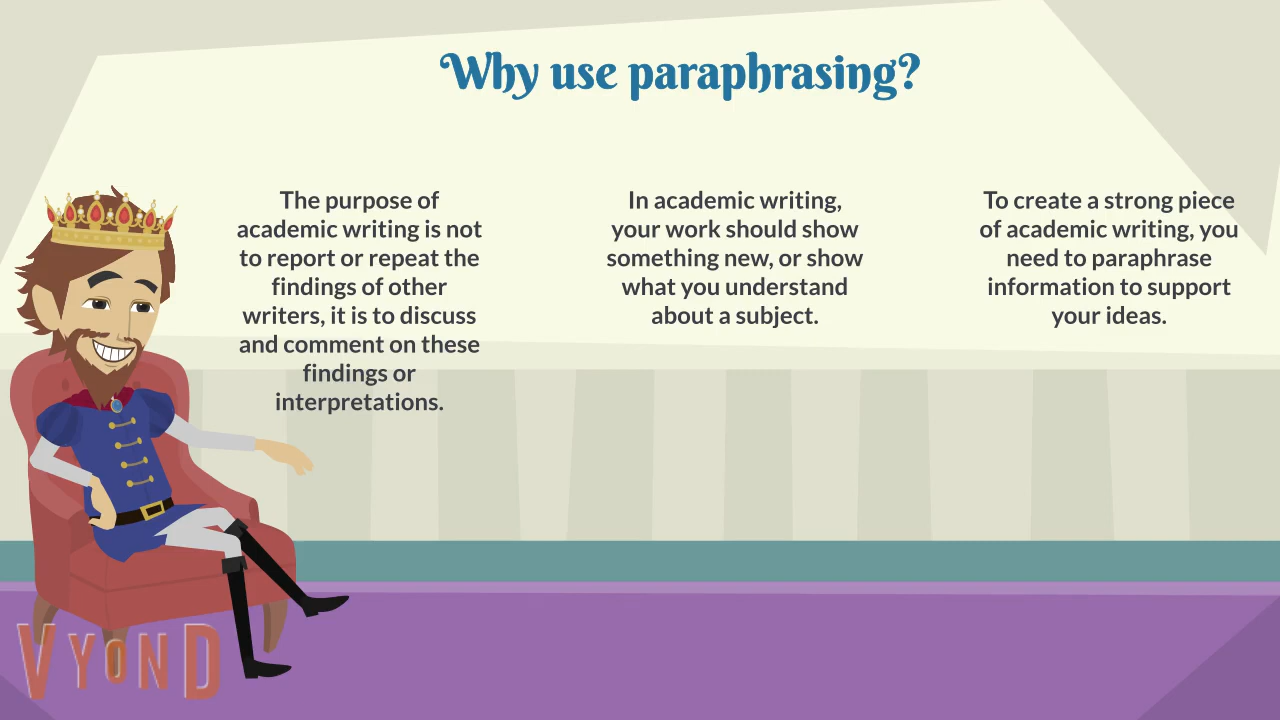 Why use paraphrasing?
The purpose of
academic writing is not
to report or repeat the
findings of other
writers, it is to discuss
and comment on these
findings or
interpretations.
In academic writing,
your work should show
something new, or show
what you understand
about a subject.
To create a strong piece
of academic writing, you
need to paraphrase
information to support
your ideas.
VYOND